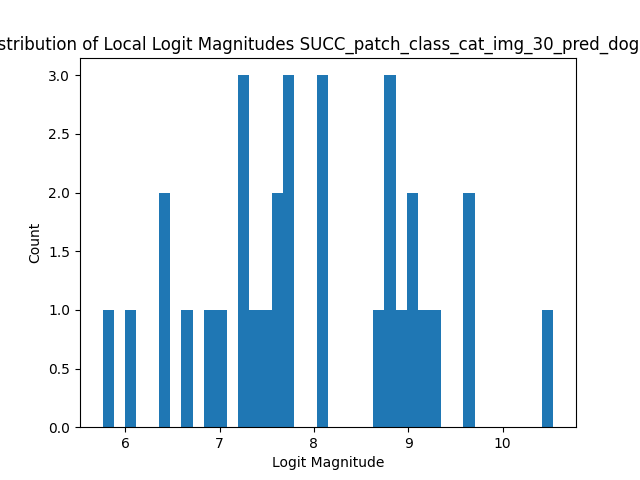 stribution of Local Logit Magnitudes SUCC_patch_class_cat_img_30_pred_dog
3.0
2.5
2.0
1.5
1.0
0.5
0.0
Count
6 7 8 9 10
Logit Magnitude